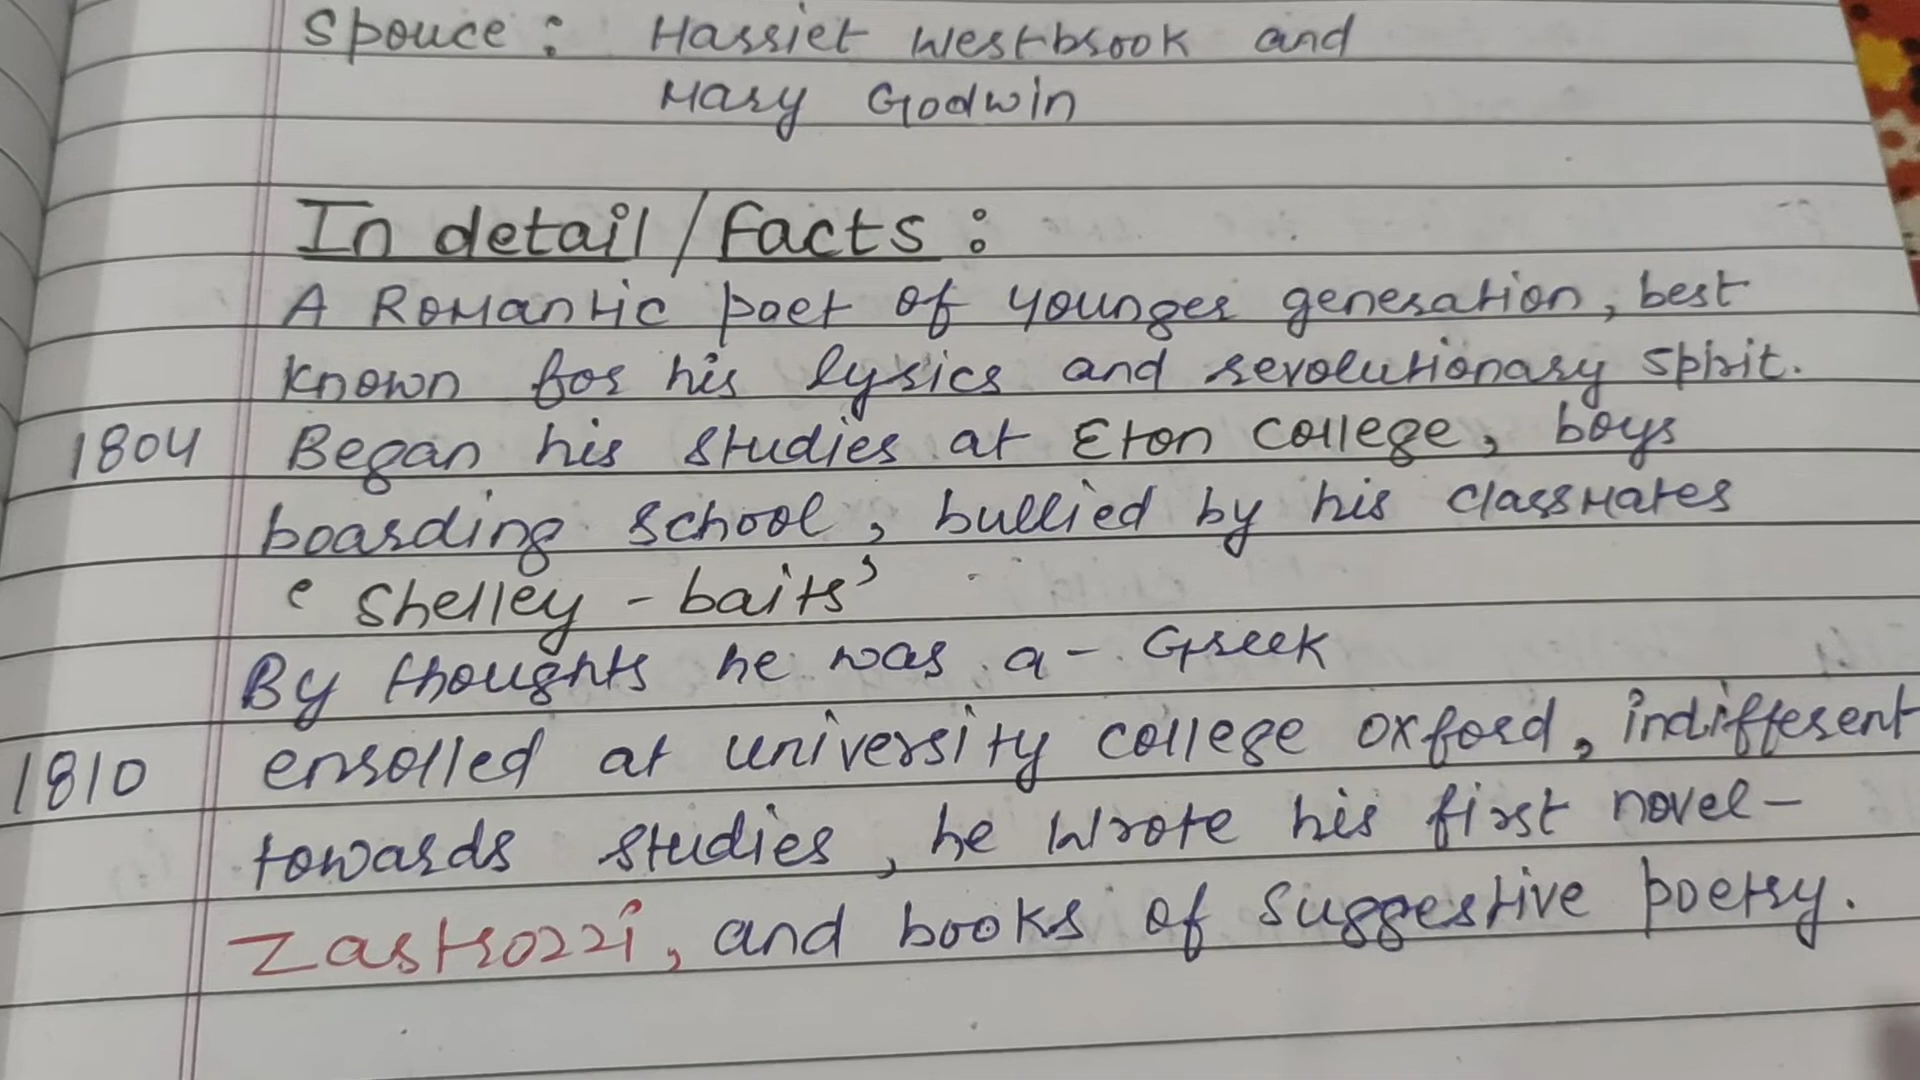 Spouce : Harriet Westbrook and
Mary Godwin
In detail / facts :
A Romantic poet of younger generation, best
known for his lyrics and revolutionary spirit.
1804 Began his studies at Eton college, boys
boarding school, bullied by his classmates
‘ Shelley - baits’
By thoughts he was a - Greek
1810 enrolled at university college oxford, indifferent
towards studies, he wrote his first novel -
Zastrozzi, and books of suggestive poetry.